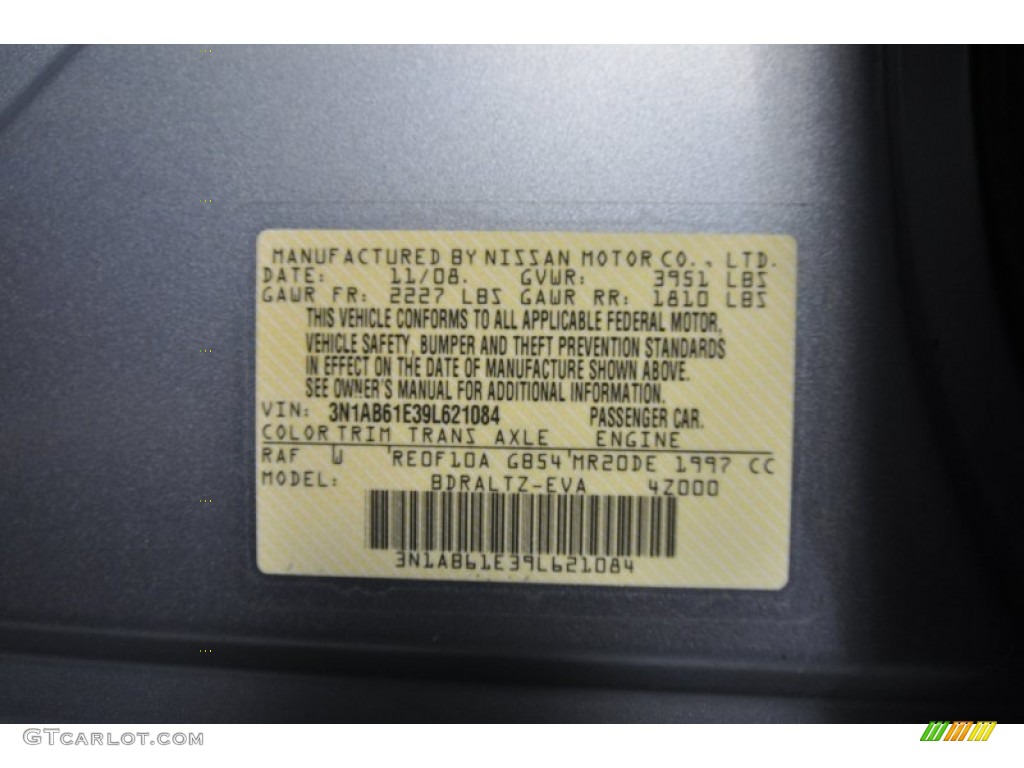 MANUFACTURED BY NISSAN MOTOR CO., LTD.
DATE: 11/08. GVWR: 3951 LBS
GAWR FR: 2227 LBS GAWR RR: 1810 LBS
THIS VEHICLE CONFORMS TO ALL APPLICABLE FEDERAL MOTOR,
VEHICLE SAFETY, BUMPER AND THEFT PREVENTION STANDARDS
IN EFFECT ON THE DATE OF MANUFACTURE SHOWN ABOVE.
SEE OWNER'S MANUAL FOR ADDITIONAL INFORMATION.
VIN: 3N1AB61E39L621084 PASSENGER CAR.
COLOR TRIM TRANS AXLE ENGINE
RAF W RE0F10A GB54 MR20DE 1997 CC
MODEL: BDRALTZ-EVA 4Z000
3N1AB61E39L621084
GTCARLOT.COM